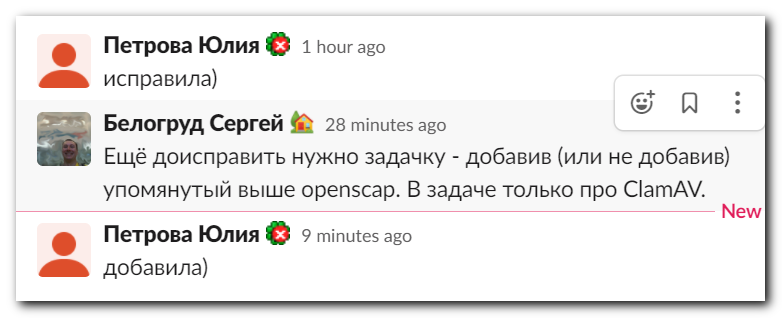 Петрова Юлия 1 hour ago
исправила)
Белогруд Сергей 28 minutes ago
Ещё доисправить нужно задачку - добавив (или не добавив)
упомянутый выше openscap. В задаче только про ClamAV.
New
Петрова Юлия 9 minutes ago
добавила)